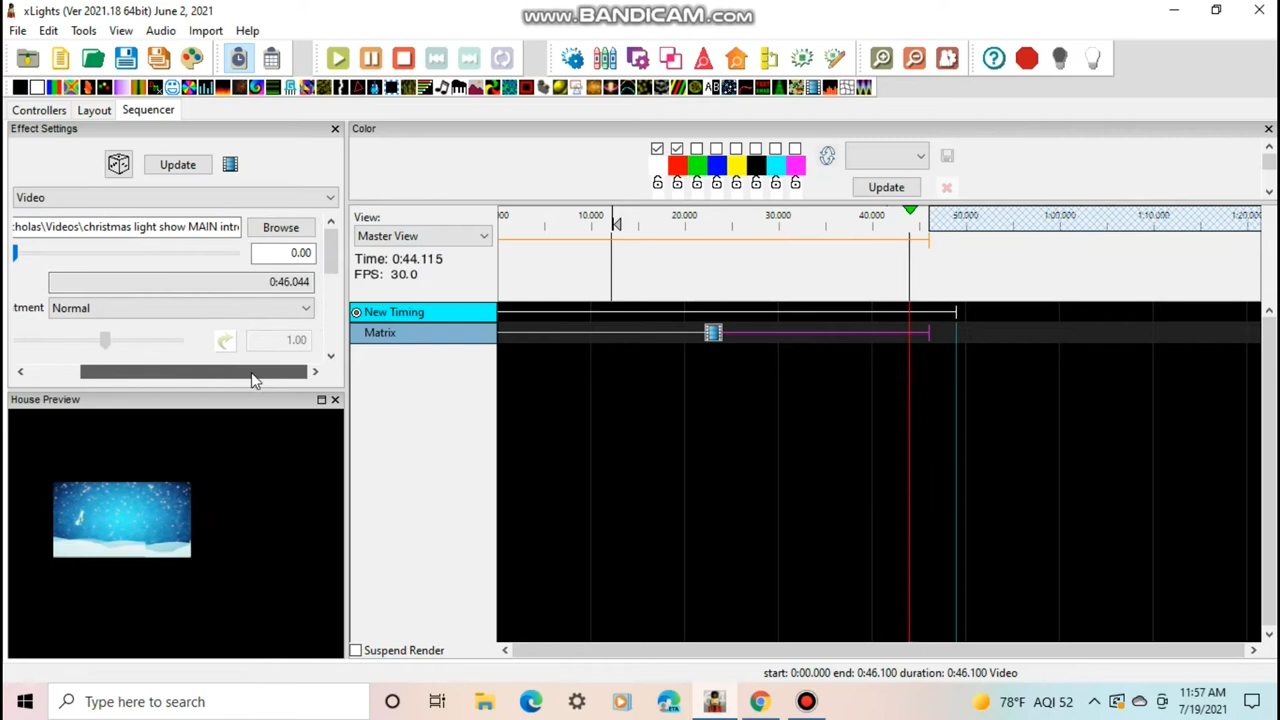 xLights (Ver 2021.18 64bit) June 2, 2021
www.BANDICAM.com
File Edit Tools View Audio Import Help
Controllers Layout Sequencer
Effect Settings
Color
Update
Video
:holas\Videos\christmas light show MAIN intr
Browse
0.00
0:46.044
tment Normal
1.00
Update
View:
Master View
Time: 0:44.115
FPS: 30.0
:00 10.000 20.000 30.000 40.000 50.000 1:00.000 1:10.000 1:20.00
New Timing
Matrix
House Preview
Suspend Render
start: 0:00.000 end: 0:46.100 duration: 0:46.100 Video
Type here to search
78°F AQI 52
11:57 AM
7/19/2021